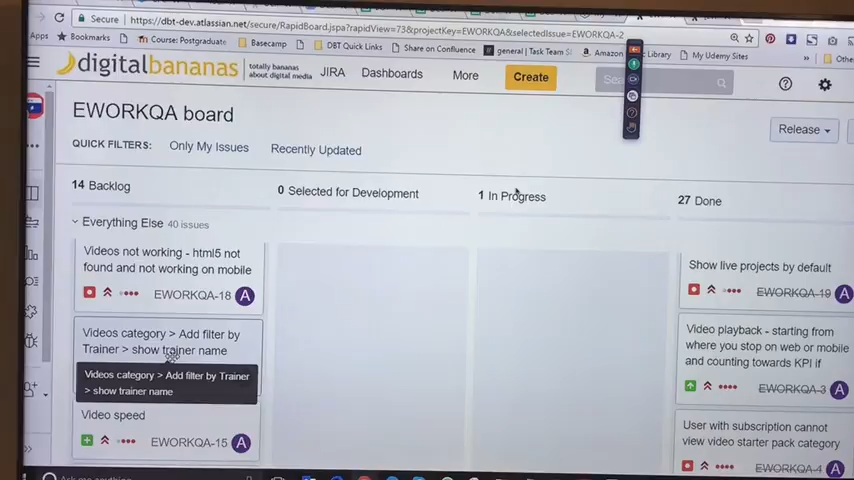 Secure https://dbt-dev.atlassian.net/secure/RapidBoard.jspa?rapidView=73&projectKey=EWORKQA&selectedIssue=EWORKQA-2
Apps Bookmarks Course: Postgraduate Basecamp DBT Quick Links Share on Confluence general | Task Team Amazon Library My Udemy Sites Othe
digitalbananas totally bananas about digital media JIRA Dashboards More Create Sea
EWORKQA board
Release
QUICK FILTERS: Only My Issues Recently Updated
14 Backlog
0 Selected for Development
1 In Progress
27 Done
Everything Else 40 issues
Videos not working - html5 not
found and not working on mobile
EWORKQA-18 A
Videos category > Add filter by
Trainer > show trainer name
Videos category > Add filter by Trainer
> show trainer name
Video speed
EWORKQA-15 A
Show live projects by default
EWORKQA-19 A
Video playback - starting from
where you stop on web or mobile
and counting towards KPI if
EWORKQA-3 A
User with subscription cannot
view video starter pack category
EWORKQA-4 A